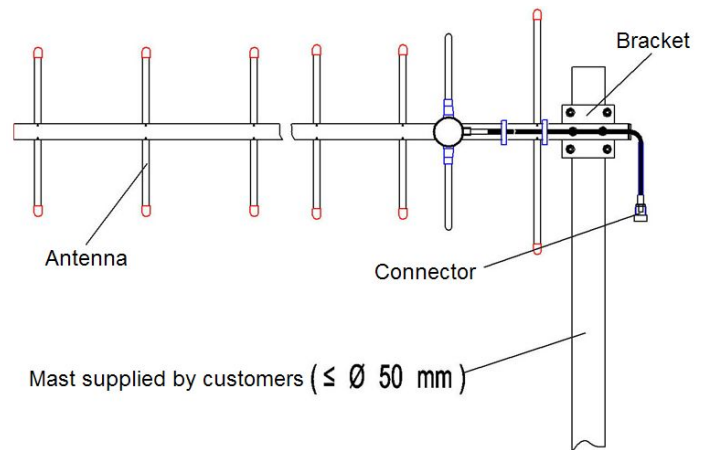 Bracket
Antenna
Connector
Mast supplied by customers (≤ Ø 50 mm)